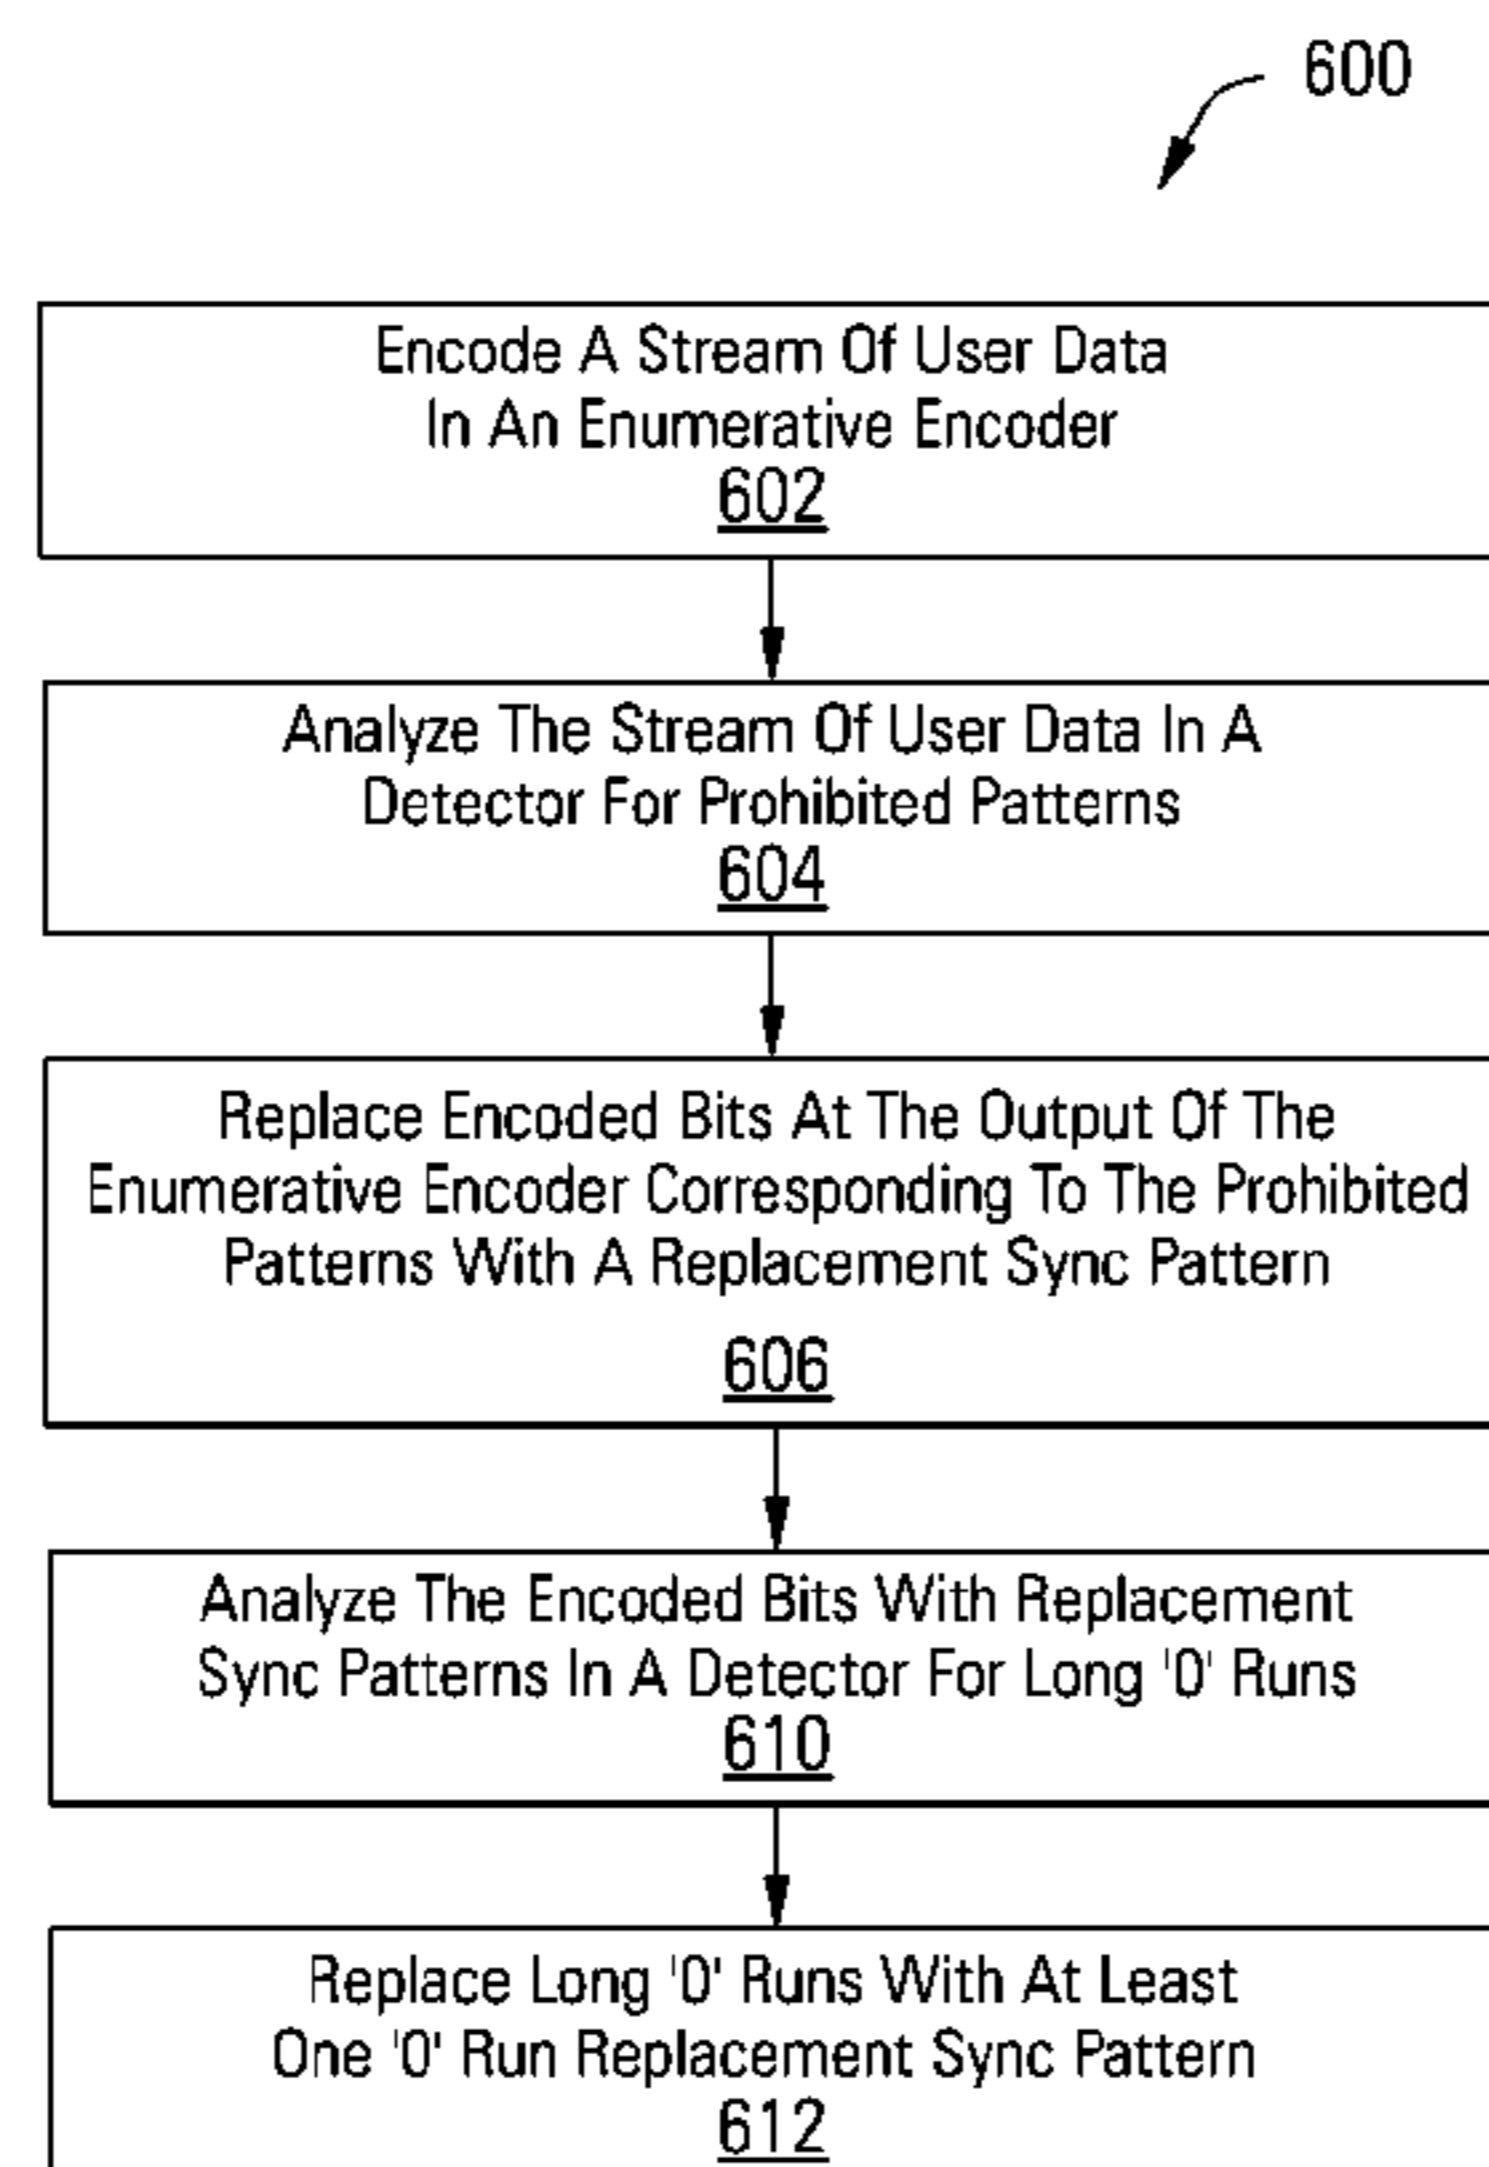 600
Encode A Stream Of User Data
In An Enumerative Encoder
602
Analyze The Stream Of User Data In A
Detector For Prohibited Patterns
604
Replace Encoded Bits At The Output Of The
Enumerative Encoder Corresponding To The Prohibited
Patterns With A Replacement Sync Pattern
606
Analyze The Encoded Bits With Replacement
Sync Patterns In A Detector For Long '0' Runs
610
Replace Long '0' Runs With At Least
One '0' Run Replacement Sync Pattern
612